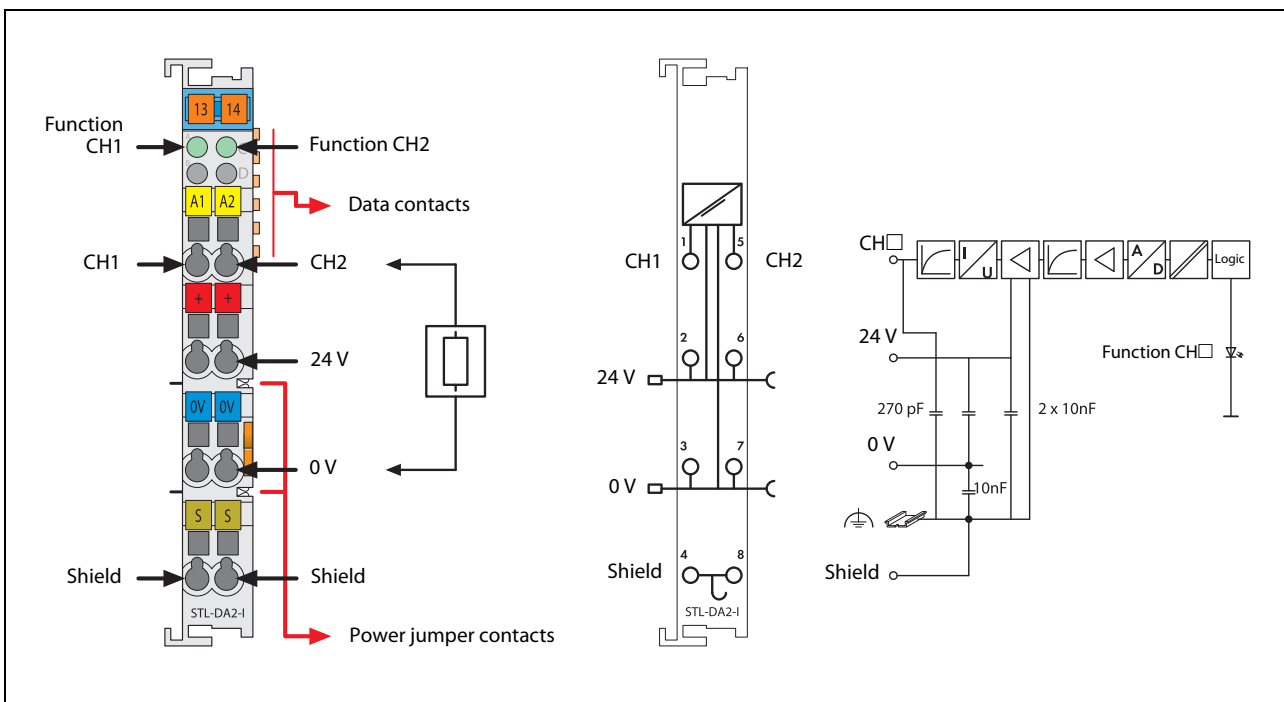 13 14
Function
CH1
Function CH2
A
C
B
D
A1 A2
Data contacts
CH1
CH2
+ +
24 V
0V 0V
0 V
S S
Shield
Shield
STL-DA2-I
Power jumper contacts
1
5
CH1
CH2
2
6
24 V
3
7
0 V
4
8
Shield
STL-DA2-I
CH□
I
U
A
D
Logic
24 V
Function CH□
270 pF
2 x 10nF
0 V
10nF
Shield